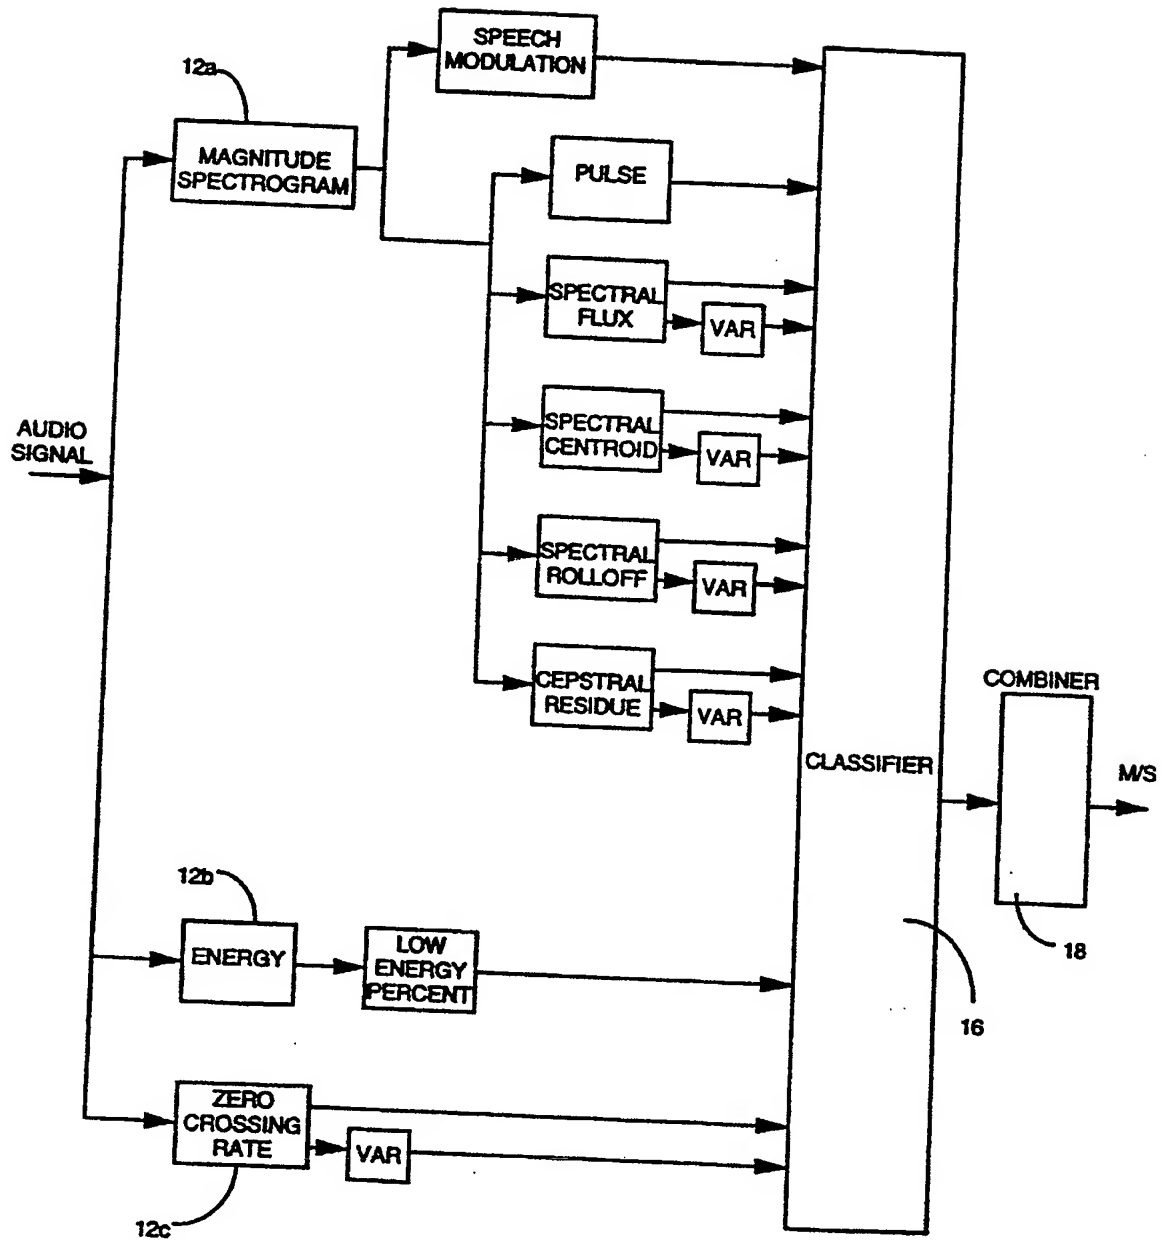 SPEECH
MODULATION
12a
MAGNITUDE
SPECTROGRAM
PULSE
SPECTRAL
FLUX
VAR
AUDIO
SIGNAL
SPECTRAL
CENTROID
VAR
SPECTRAL
ROLLOFF
VAR
CEPSTRAL
RESIDUE
VAR
CLASSIFIER
COMBINER
M/S
12b
ENERGY
LOW
ENERGY
PERCENT
18
16
ZERO
CROSSING
RATE
VAR
12c